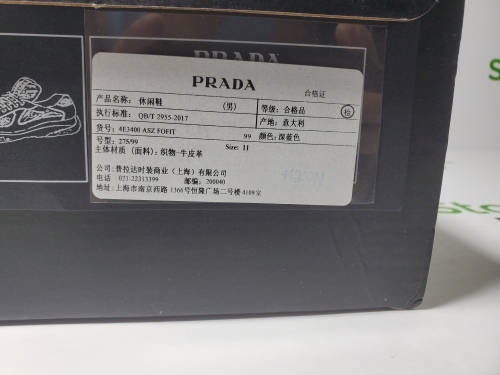 PRADA
PRADA
合格证
产品名称: 休闲鞋 (男) 等级: 合格品 检
执行标准: QB/T 2955-2017 产地: 意大利
货号: 4E3400 ASZ F0FIT 99 颜色: 深蓝色
号型: 275/99 Size: 11
主体材质 (面料): 织物-牛皮革
公司: 普拉达时装商业 (上海) 有限公司
电话 :021-22313399 邮编: 200040
地址: 上海市南京西路 1366号恒隆广场二号楼 4109室